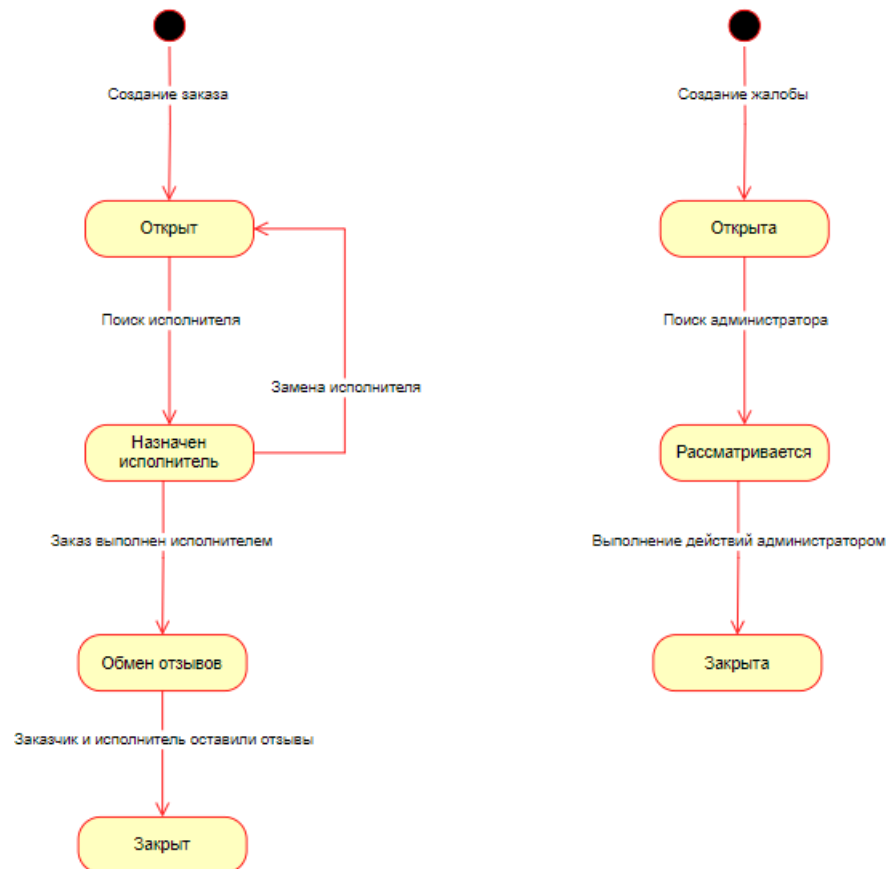 Создание заказа
Открыт
Поиск исполнителя
Замена исполнителя
Назначен
исполнитель
Заказ выполнен исполнителем
Обмен отзывов
Заказчик и исполнитель оставили отзывы
Закрыт
Создание жалобы
Открыта
Поиск администратора
Рассматривается
Выполнение действий администратором
Закрыта